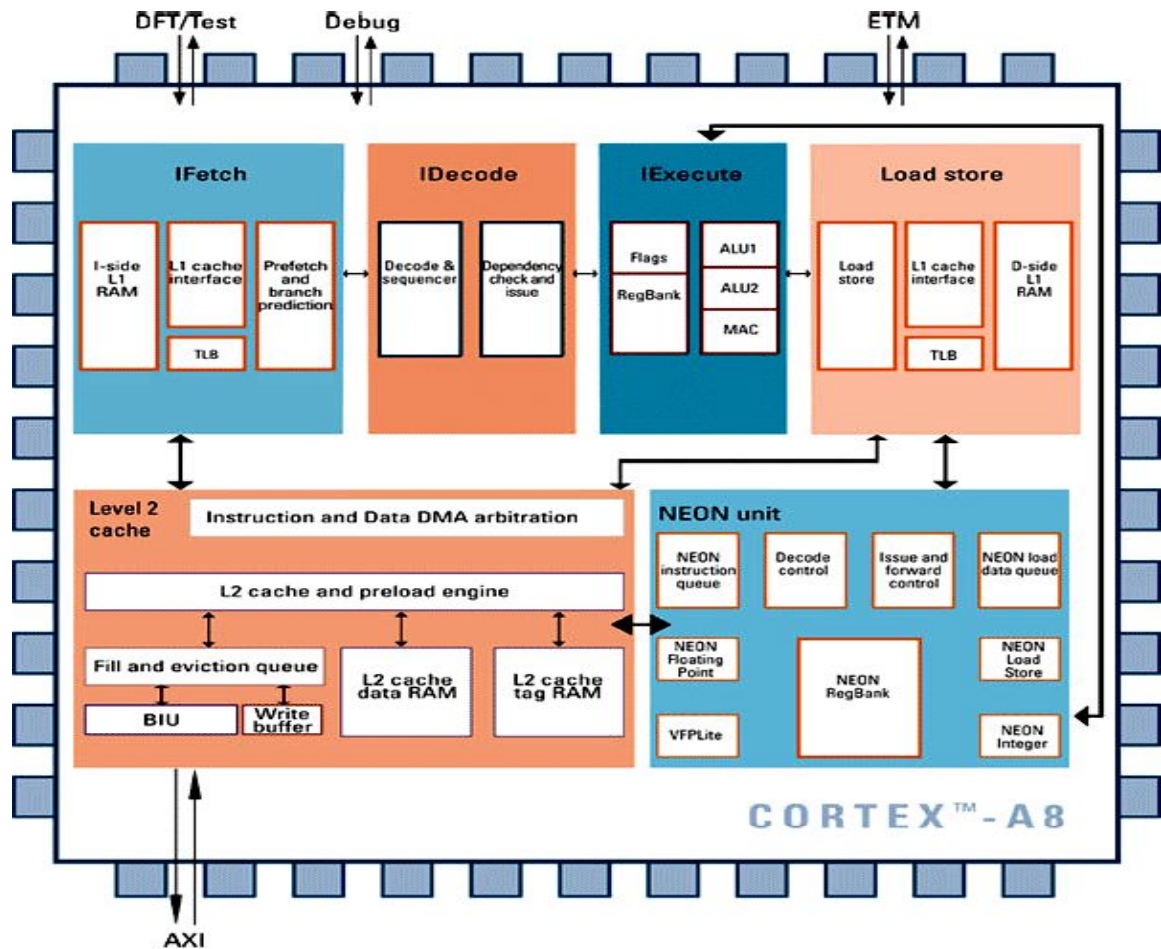 DFT/Test
Debug
ETM
IFetch
I-side
L1
RAM
L1 cache
interface
TLB
Prefetch
and
branch
prediction
IDecode
Decode &
sequencer
Dependency
check and
issue
IExecute
Flags
RegBank
ALU1
ALU2
MAC
Load store
Load
store
L1 cache
interface
TLB
D-side
L1
RAM
Level 2
cache
Instruction and Data DMA arbitration
L2 cache and preload engine
Fill and eviction queue
BIU
Write
buffer
L2 cache
data RAM
L2 cache
tag RAM
NEON unit
NEON
instruction
queue
Decode
control
Issue and
forward
control
NEON load
data queue
NEON
Floating
Point
NEON
RegBank
NEON
Load
Store
VFPLite
NEON
Integer
CORTEX™-A8
AXI